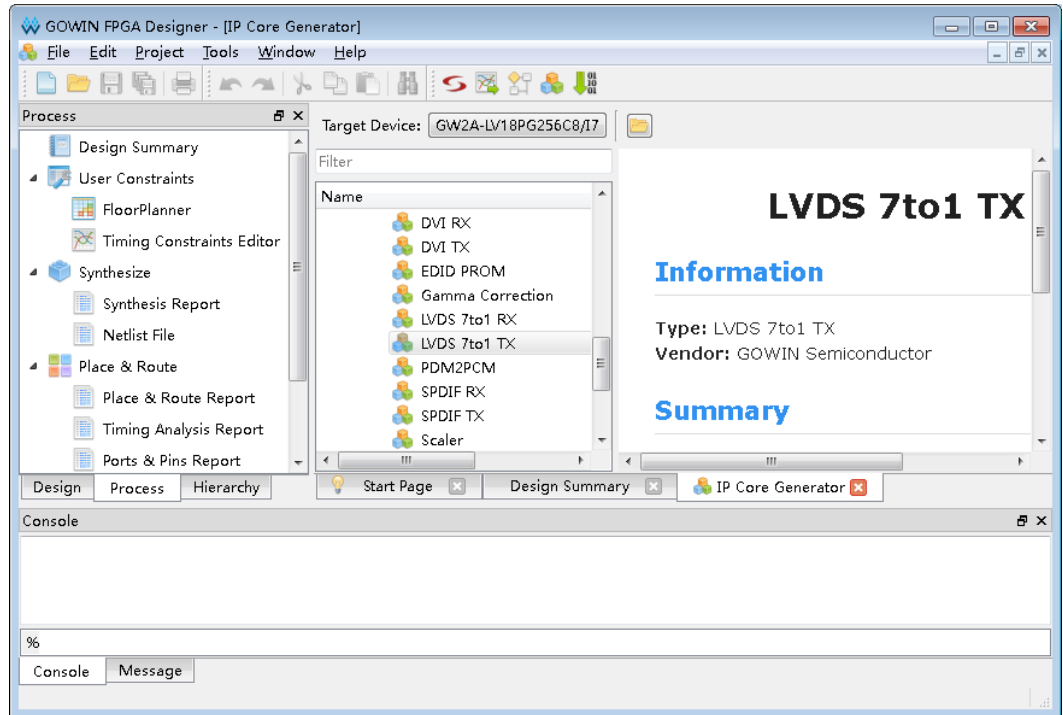 GOWIN FPGA Designer - [IP Core Generator]
File Edit Project Tools Window Help
Process
Design Summary
User Constraints
FloorPlanner
Timing Constraints Editor
Synthesize
Synthesis Report
Netlist File
Place & Route
Place & Route Report
Timing Analysis Report
Ports & Pins Report
Design Process Hierarchy
Target Device: GW2A-LV18PG256C8/I7
Filter
Name
DVI RX
DVI TX
EDID PROM
Gamma Correction
LVDS 7to1 RX
LVDS 7to1 TX
PDM2PCM
SPDIF RX
SPDIF TX
Scaler
LVDS 7to1 TX
Information
Type: LVDS 7to1 TX
Vendor: GOWIN Semiconductor
Summary
Start Page Design Summary IP Core Generator
Console
%
Console Message